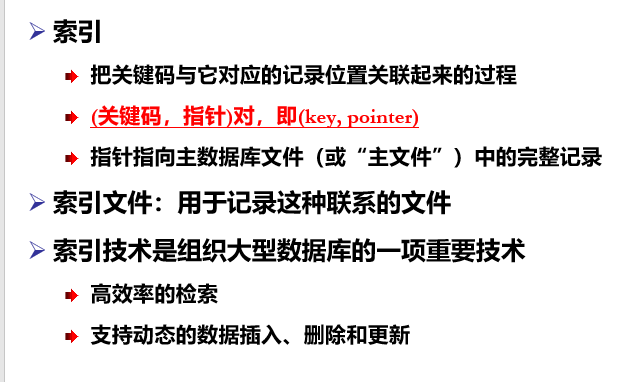 索引
把关键码与它对应的记录位置关联起来的过程
(关键码，指针)对，即(key, pointer)
指针指向主数据库文件（或“主文件”）中的完整记录
索引文件：用于记录这种联系的文件
索引技术是组织大型数据库的一项重要技术
高效率的检索
支持动态的数据插入、删除和更新